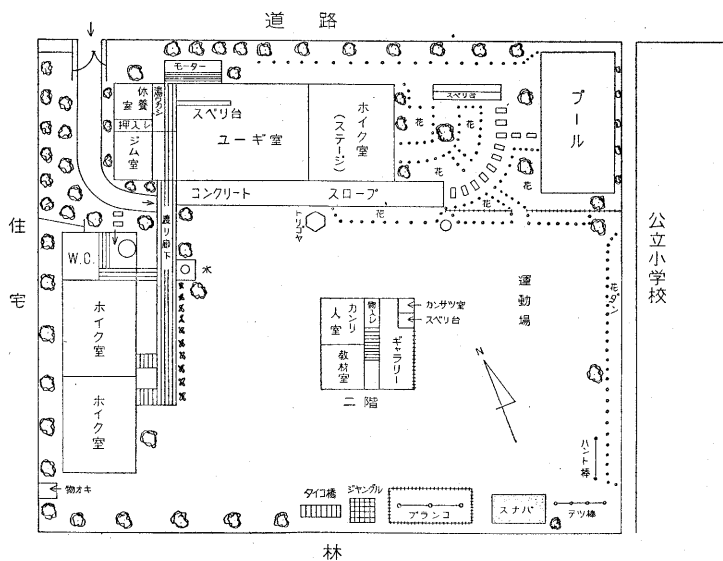 道路
モーター
休養室
押入レ
ジム室
スベリ台
ユーギ室
ホイク室
(ステージ)
スベリ台
花
花
花
花
花
花
プール
コンクリート スロープ
トリゴヤ
渡り廊下
水
住宅
W.C.
ホイク室
ホイク室
物オキ
カンリ人室
物入レ
教材室
ギャラリー
カンサツ室
スベリ台
二階
運動場
花ダン
公立小学校
N
ハント棒
タイコ橋
ジャングル
ブランコ
スナバ
テツ棒
林